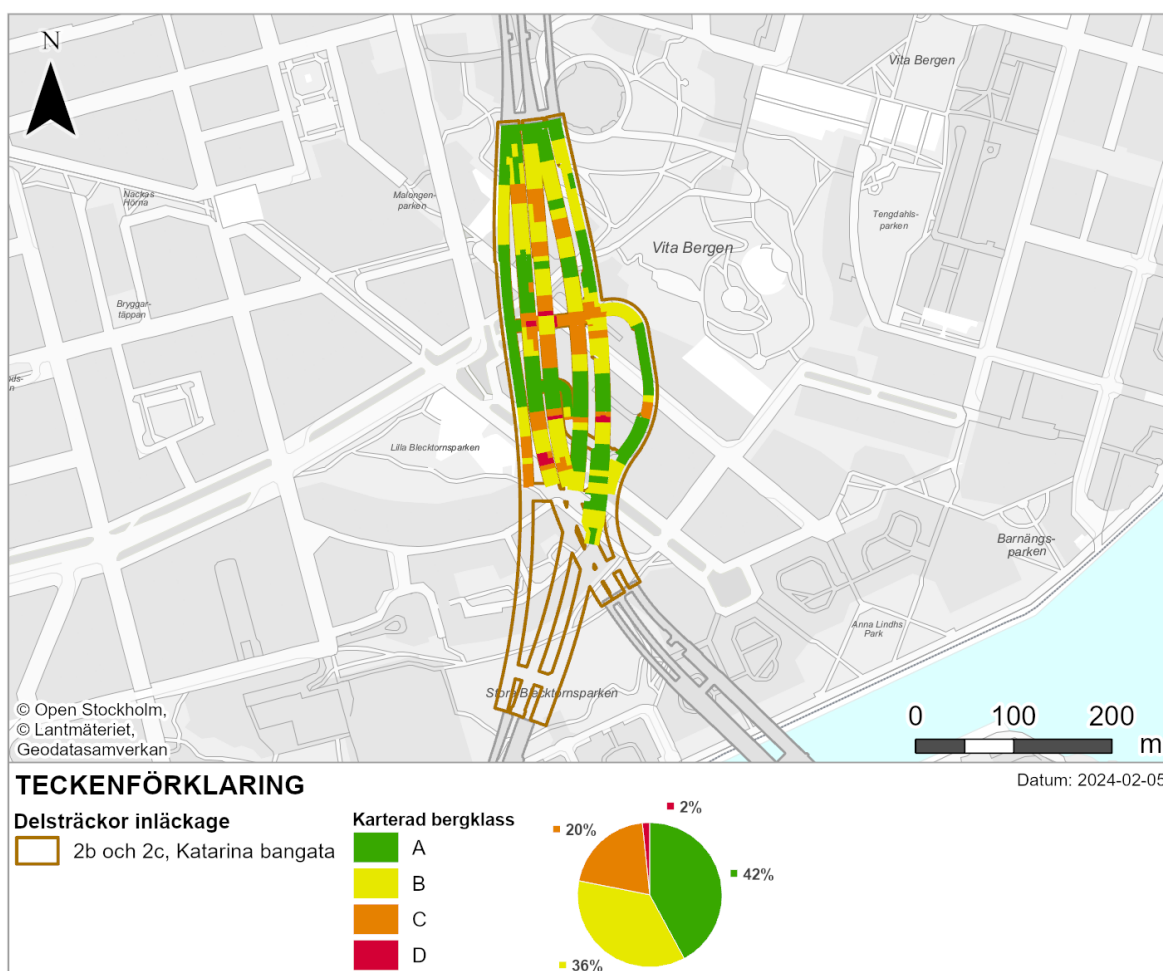 N
Vita Bergen
Nackas
Hörna
Malongen-
parken
Tengdahls-
parken
Vita Bergen
Bryggar-
täppan
Lilla Blecktornsparken
Barnängs-
parken
Anna Lindhs
Park
Stora Blecktornsparken
© Open Stockholm,
© Lantmäteriet,
Geodatasamverkan
0 100 200
m
TECKENFÖRKLARING
Datum: 2024-02-05
Delsträckor inläckage
2b och 2c, Katarina bangata
Karterad bergklass
A
B
C
D
2%
20%
42%
36%